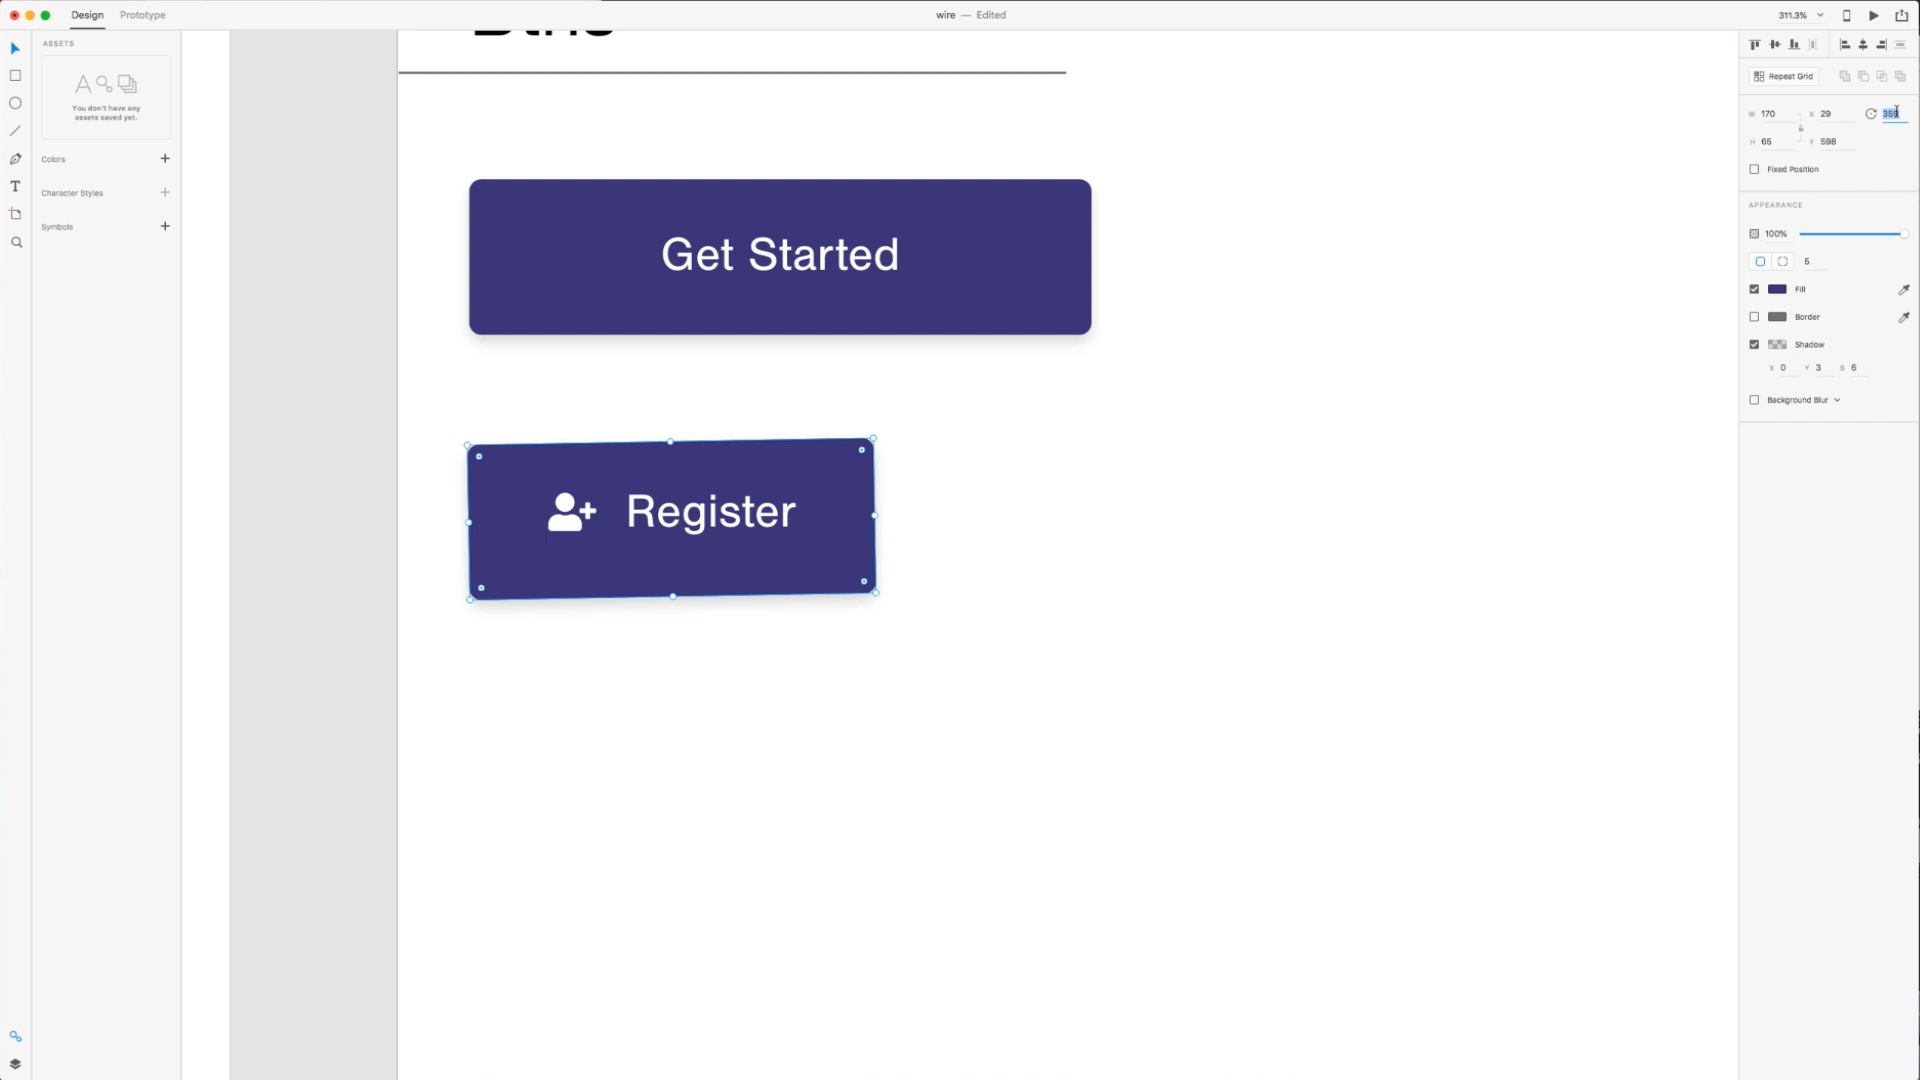 Design
Prototype
wire — Edited
311.3%
ASSETS
You don't have any
assets saved yet.
Colors
Character Styles
Symbols
Get Started
Register
Repeat Grid
W 170 X 29 359
H 65 Y 598
Fixed Position
APPEARANCE
100%
5
Fill
Border
Shadow
X 0 Y 3 B 6
Background Blur